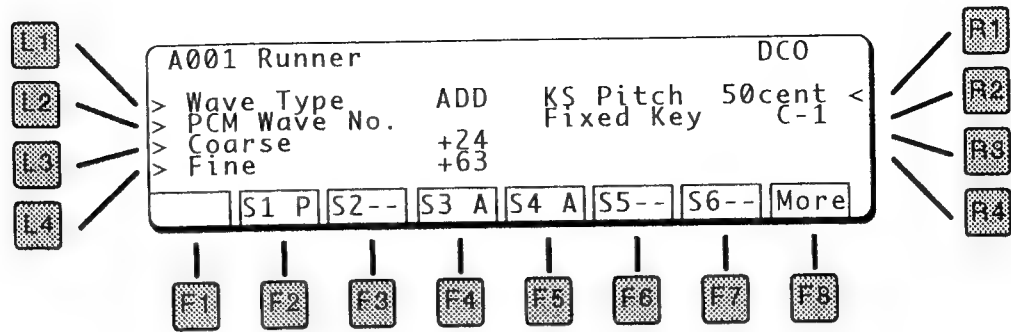 L1
L2
L3
L4
A001 Runner DCO
> Wave Type ADD KS Pitch 50cent <
> PCM Wave No. Fixed Key C-1
> Coarse +24
> Fine +63
S1 P S2-- S3 A S4 A S5-- S6-- More
R1
R2
R3
R4
F1 F2 F3 F4 F5 F6 F7 F8